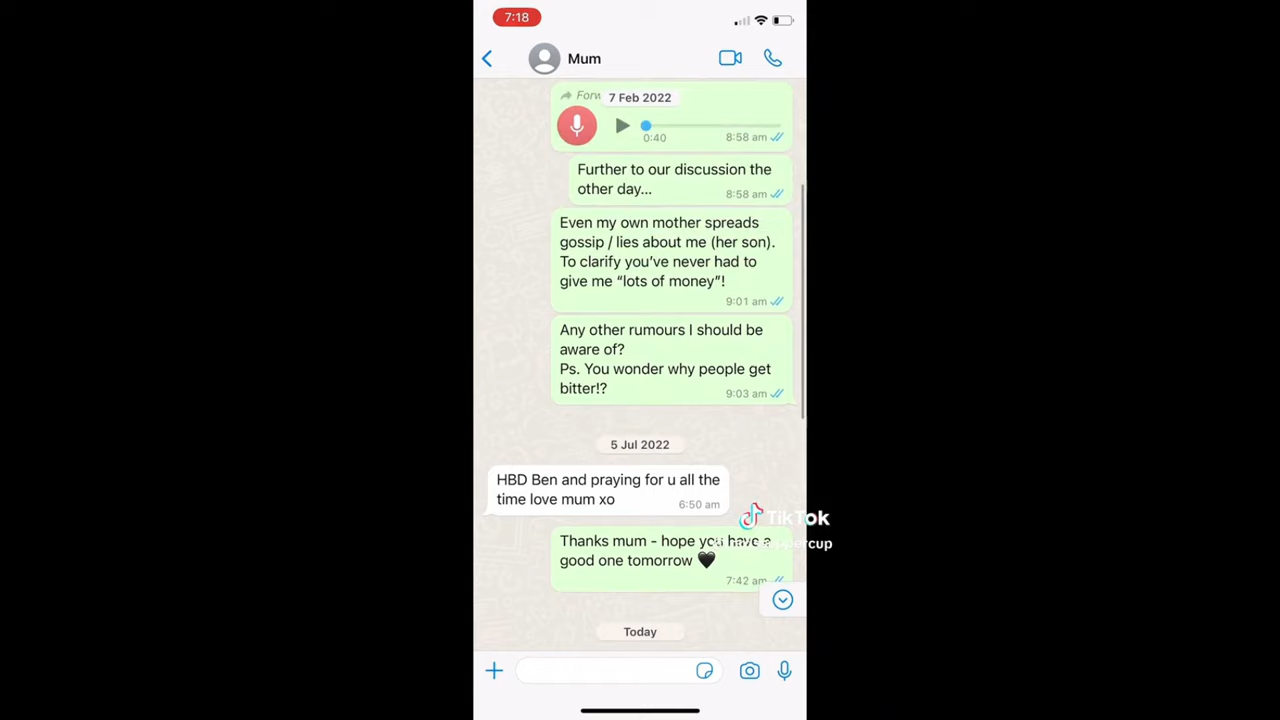 7:18
Mum
7 Feb 2022
0:40
8:58 am
Further to our discussion the
other day...
8:58 am
Even my own mother spreads
gossip / lies about me (her son).
To clarify you’ve never had to
give me “lots of money”!
9:01 am
Any other rumours I should be
aware of?
Ps. You wonder why people get
bitter!?
9:03 am
5 Jul 2022
HBD Ben and praying for u all the
time love mum xo
6:50 am
TikTok
Thanks mum - hope you have a
good one tomorrow 🖤
7:42 am
Today